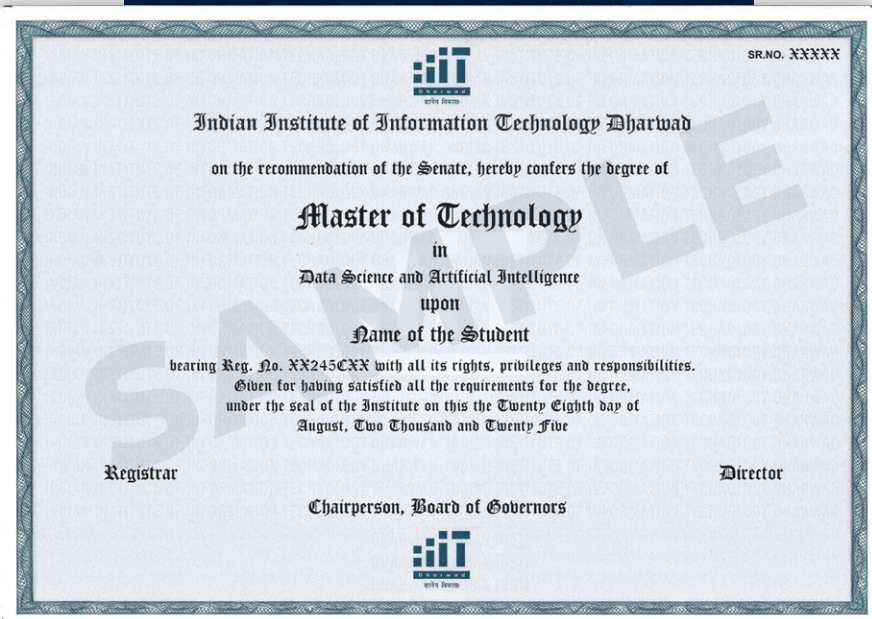 SR.NO. XXXXX
IIIT
Dharwad
ज्ञानेन विकासः
Indian Institute of Information Technology Dharwad
on the recommendation of the Senate, hereby confers the degree of
Master of Technology
in
Data Science and Artificial Intelligence
upon
Name of the Student
bearing Reg. No. XX245CXX with all its rights, privileges and responsibilities.
Given for having satisfied all the requirements for the degree,
under the seal of the Institute on this the Twenty Eighth day of
August, Two Thousand and Twenty Five
SAMPLE
Registrar
Director
Chairperson, Board of Governors
IIIT
Dharwad
ज्ञानेन विकासः